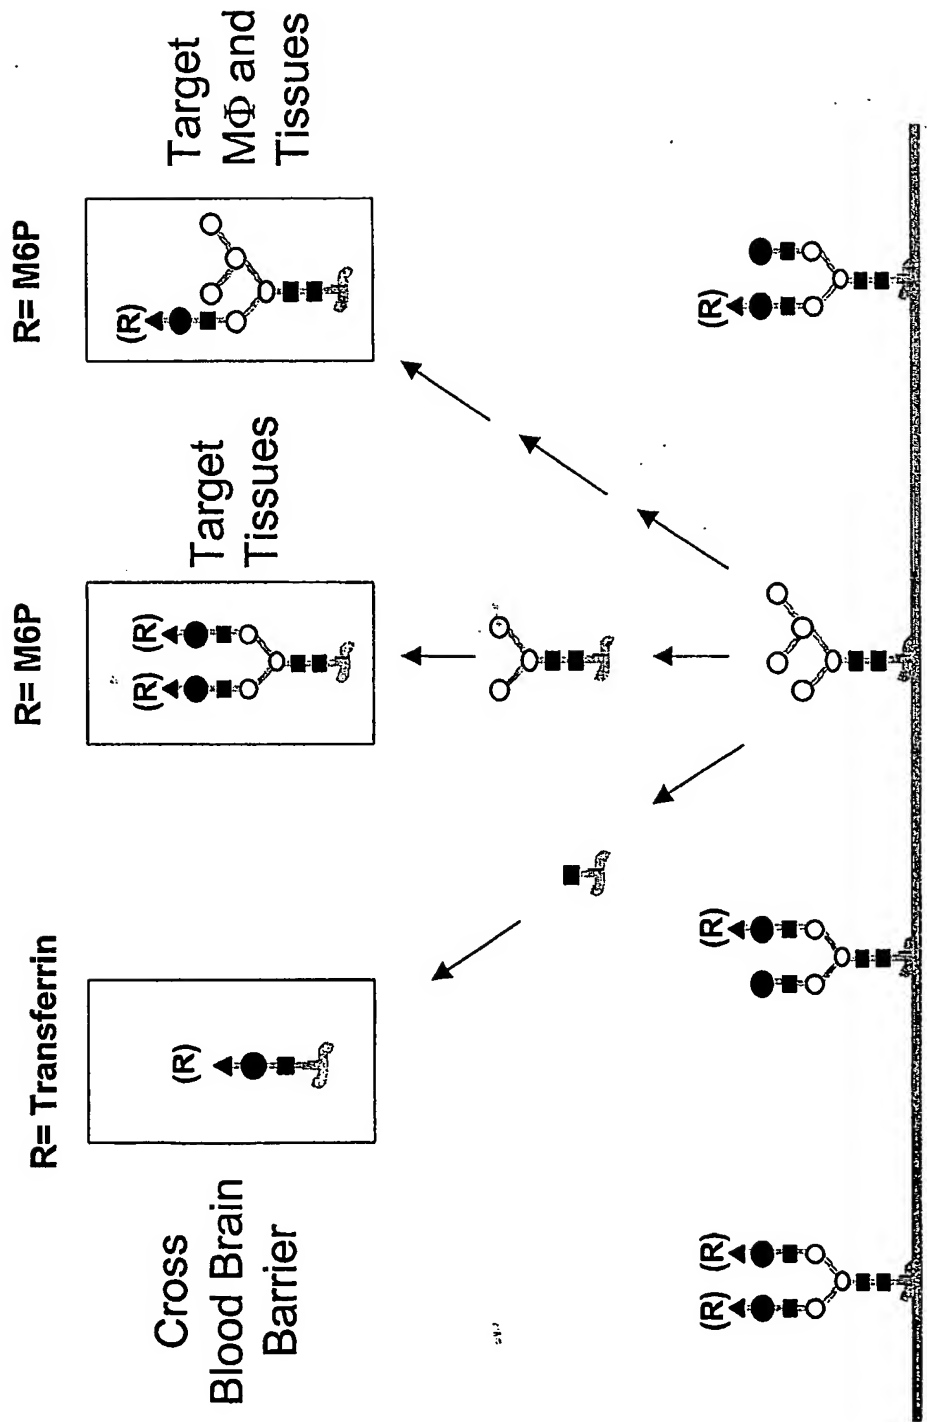 R= Transferrin
R= M6P
R= M6P
Cross
Blood Brain
Barrier
Target
Tissues
Target
MΦ and
Tissues
(R)
(R)
(R)
(R)
(R)
(R)
(R)
(R)